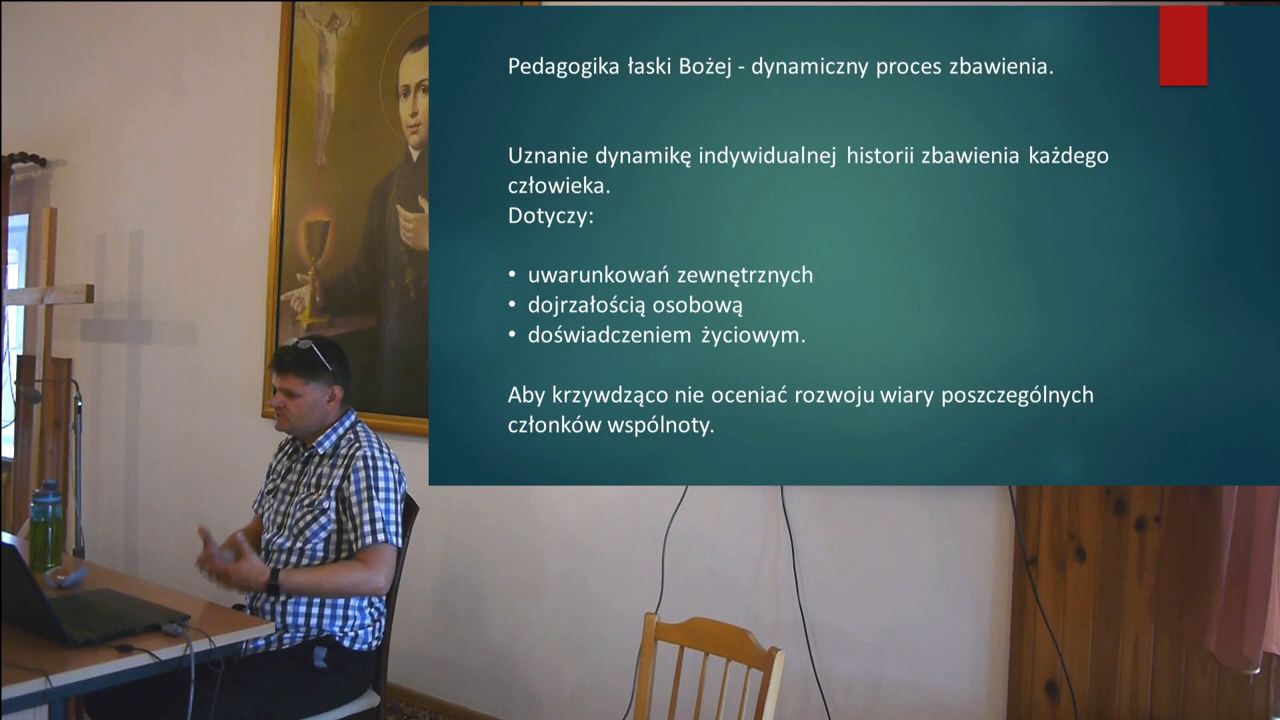 Pedagogika łaski Bożej - dynamiczny proces zbawienia.
Uznanie dynamikę indywidualnej historii zbawienia każdego
człowieka.
Dotyczy:
• uwarunkowań zewnętrznych
• dojrzałością osobową
• doświadczeniem życiowym.
Aby krzywdząco nie oceniać rozwoju wiary poszczególnych
członków wspólnoty.